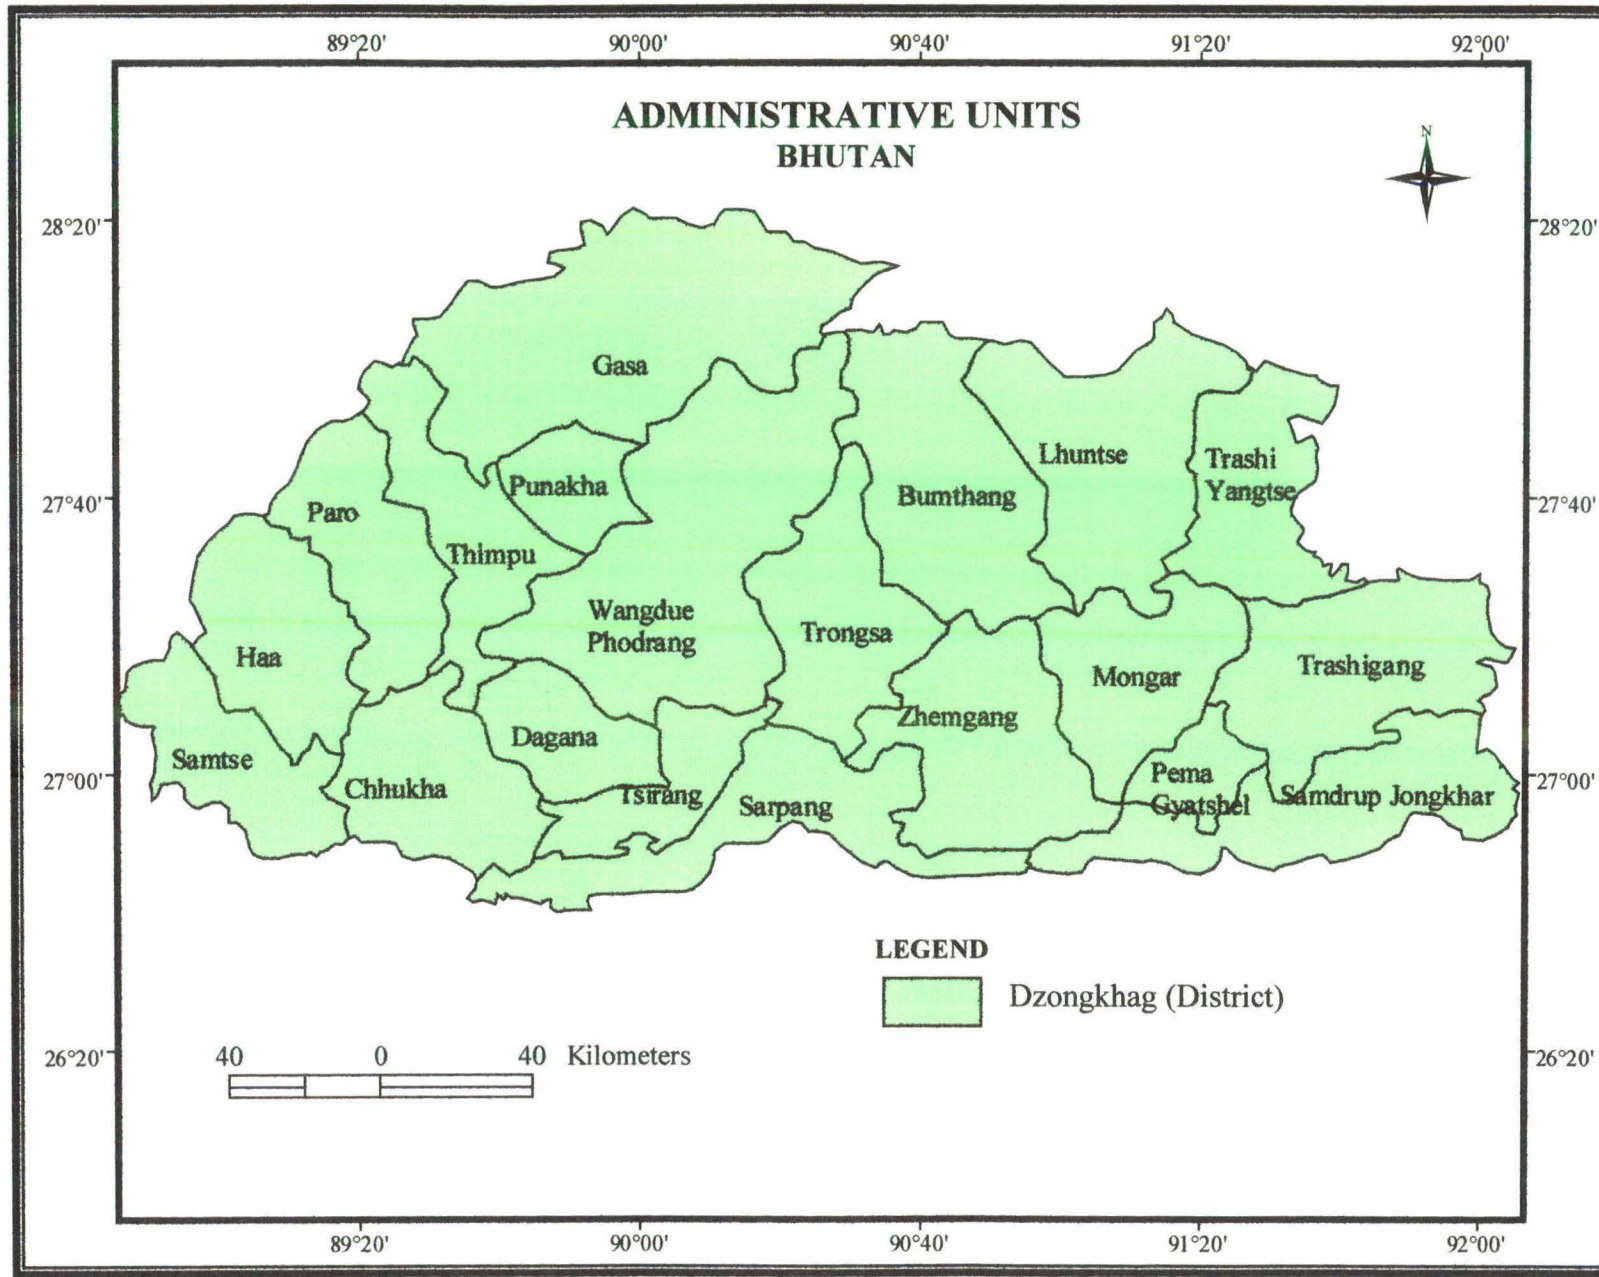 89°20' 90°00' 90°40' 91°20' 92°00'
ADMINISTRATIVE UNITS
BHUTAN
N
28°20' 28°20'
Gasa
Lhuntse
Trashi
Yangtse
Punakha
Bumthang
27°40' 27°40'
Paro
Thimpu
Wangdue
Phodrang
Trongsa
Haa
Trashigang
Mongar
Zhemgang
Dagana
Samtse
27°00' 27°00'
Pema
Gyatshel
Chhukha
Tsirang
Sarpang
Samdrup Jongkhar
LEGEND
Dzongkhag (District)
26°20' 26°20'
40 0 40 Kilometers
89°20' 90°00' 90°40' 91°20' 92°00'